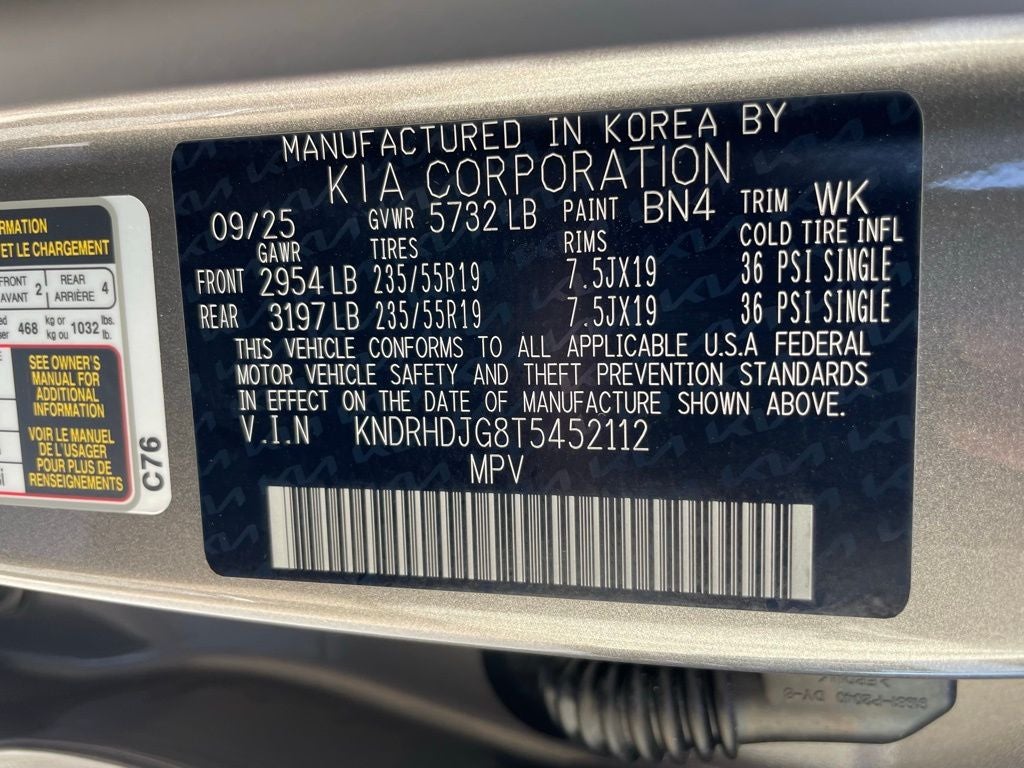 MANUFACTURED IN KOREA BY
KIA CORPORATION
09/25 GVWR 5732 LB PAINT BN4 TRIM WK
GAWR TIRES RIMS COLD TIRE INFL
FRONT 2954 LB 235/55R19 7.5JX19 36 PSI SINGLE
REAR 3197 LB 235/55R19 7.5JX19 36 PSI SINGLE
THIS VEHICLE CONFORMS TO ALL APPLICABLE U.S.A FEDERAL
MOTOR VEHICLE SAFETY AND THEFT PREVENTION STANDARDS
IN EFFECT ON THE DATE OF MANUFACTURE SHOWN ABOVE.
V.I.N KNDRHDJG8T5452112
MPV
ET LE CHARGEMENT
FRONT 2 REAR 4
AVANT ARRIÈRE
468 kg or 1032 lbs.
kg ou lb.
SEE OWNER'S
MANUAL FOR
ADDITIONAL
INFORMATION
VOIR LE MANUEL
DE L'USAGER
POUR PLUS DE
RENSEIGNEMENTS
C76